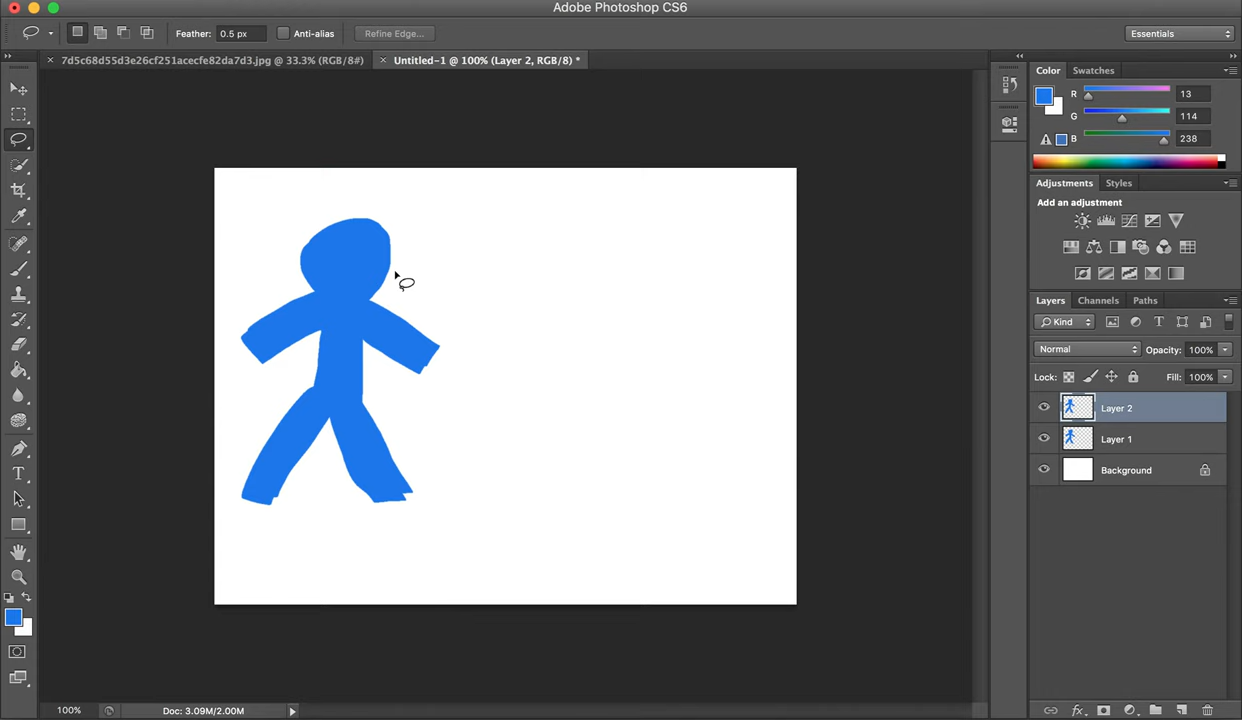 Adobe Photoshop CS6
Feather: 0.5 px Anti-alias Refine Edge... Essentials
7d5c68d55d3e26cf251acecfe82da7d3.jpg @ 33.3% (RGB/8#) Untitled-1 @ 100% (Layer 2, RGB/8) *
Color Swatches
R 13
G 114
B 238
Adjustments Styles
Add an adjustment
Layers Channels Paths
Kind
Normal Opacity: 100%
Lock: Fill: 100%
Layer 2
Layer 1
Background
T
100% Doc: 3.09M/2.00M